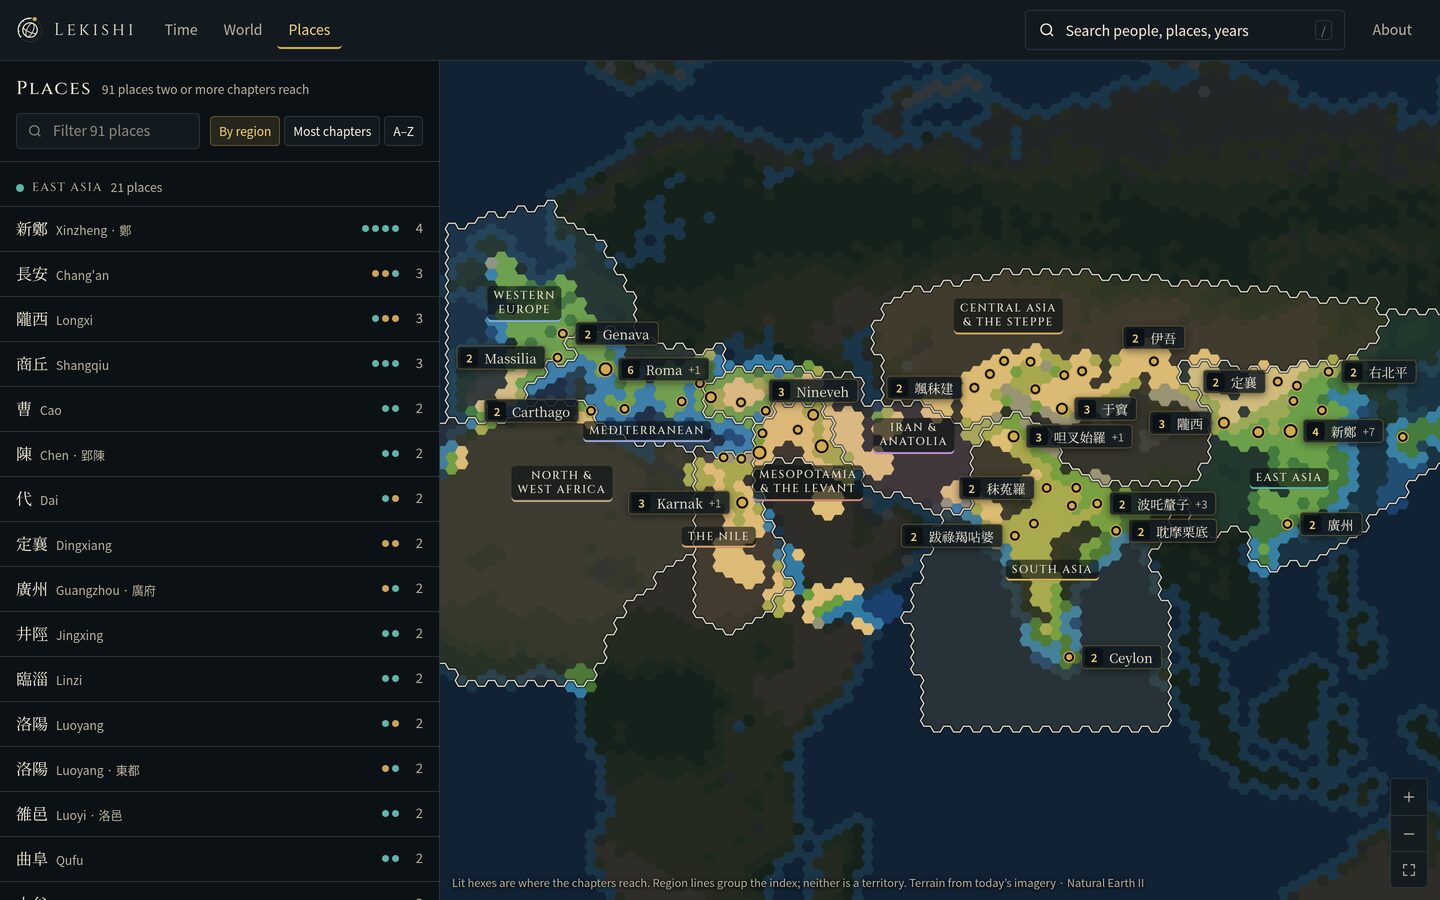 LEKISHI
Time
World
Places
Search people, places, years
/
About
PLACES
91 places two or more chapters reach
Filter 91 places
By region
Most chapters
A–Z
EAST ASIA 21 places
新鄭 Xinzheng · 鄭 4
長安 Chang'an 3
隴西 Longxi 3
商丘 Shangqiu 3
曹 Cao 2
陳 Chen · 郢陳 2
代 Dai 2
定襄 Dingxiang 2
廣州 Guangzhou · 廣府 2
井陘 Jingxing 2
臨淄 Linzi 2
洛陽 Luoyang 2
洛陽 Luoyang · 東都 2
雒邑 Luoyi · 洛邑 2
曲阜 Qufu 2
WESTERN
EUROPE
2 Genava
2 Massilia
6 Roma +1
2 Carthago
MEDITERRANEAN
3 Nineveh
NORTH &
WEST AFRICA
3 Karnak +1
THE NILE
MESOPOTAMIA
& THE LEVANT
IRAN &
ANATOLIA
CENTRAL ASIA
& THE STEPPE
2 伊吾
2 颯秣建
3 于窴
3 呾叉始羅 +1
3 隴西
2 定襄
2 右北平
4 新鄭 +7
EAST ASIA
2 秣菟羅
2 波吒釐子 +3
2 跋祿羯呫婆
2 耽摩栗底
2 廣州
SOUTH ASIA
2 Ceylon
+
−
Lit hexes are where the chapters reach. Region lines group the index; neither is a territory. Terrain from today's imagery · Natural Earth II